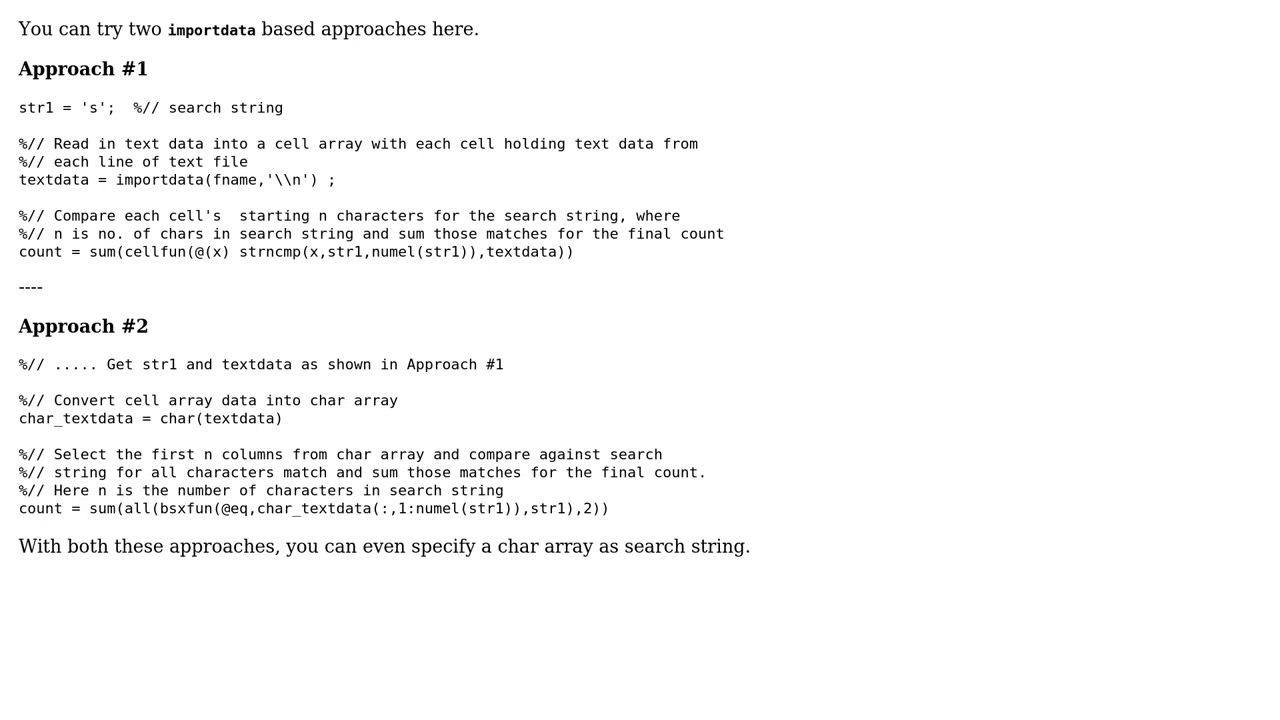 You can try two importdata based approaches here.
Approach #1
str1 = 's';  %// search string
%// Read in text data into a cell array with each cell holding text data from
%// each line of text file
textdata = importdata(fname,'\\n') ;
%// Compare each cell's  starting n characters for the search string, where
%// n is no. of chars in search string and sum those matches for the final count
count = sum(cellfun(@(x) strncmp(x,str1,numel(str1)),textdata))
----
Approach #2
%// ..... Get str1 and textdata as shown in Approach #1
%// Convert cell array data into char array
char_textdata = char(textdata)
%// Select the first n columns from char array and compare against search
%// string for all characters match and sum those matches for the final count.
%// Here n is the number of characters in search string
count = sum(all(bsxfun(@eq,char_textdata(:,1:numel(str1)),str1),2))
With both these approaches, you can even specify a char array as search string.